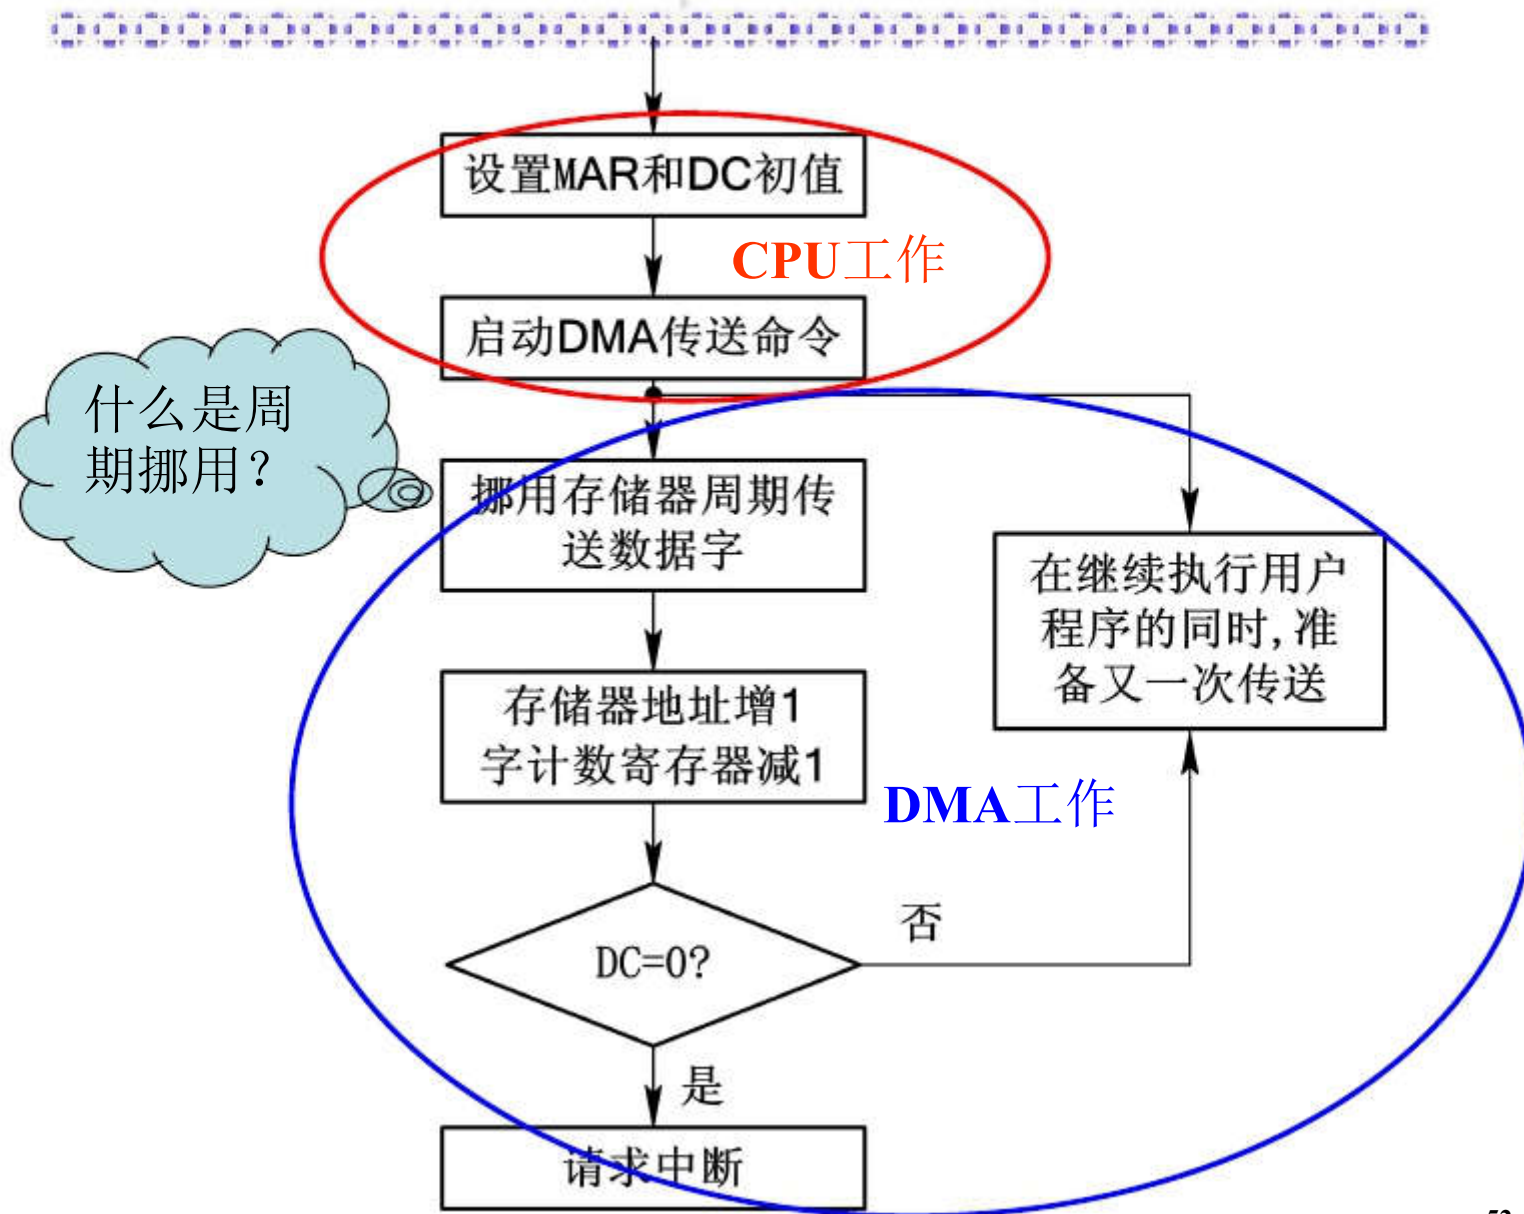 设置MAR和DC初值
CPU工作
启动DMA传送命令
什么是周
期挪用？
挪用存储器周期传
送数据字
在继续执行用户
程序的同时,准
备又一次传送
存储器地址增1
字计数寄存器减1
DMA工作
DC=0?
否
是
请求中断